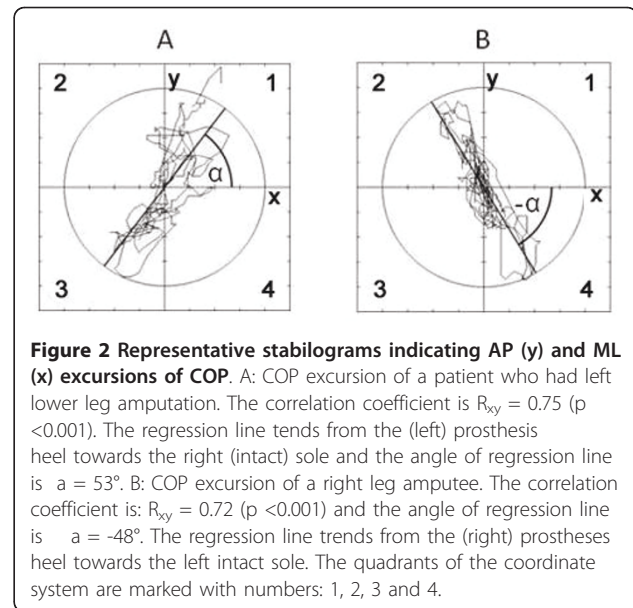 A B
2 y 1 2 y 1
α
x x
-α
3 4 3 4
Figure 2 Representative stabilograms indicating AP (y) and ML
(x) excursions of COP. A: COP excursion of a patient who had left
lower leg amputation. The correlation coefficient is Rxy = 0.75 (p
<0.001). The regression line tends from the (left) prosthesis
heel towards the right (intact) sole and the angle of regression line
is a = 53°. B: COP excursion of a right leg amputee. The correlation
coefficient is: Rxy = 0.72 (p <0.001) and the angle of regression line
is a = -48°. The regression line trends from the (right) prostheses
heel towards the left intact sole. The quadrants of the coordinate
system are marked with numbers: 1, 2, 3 and 4.